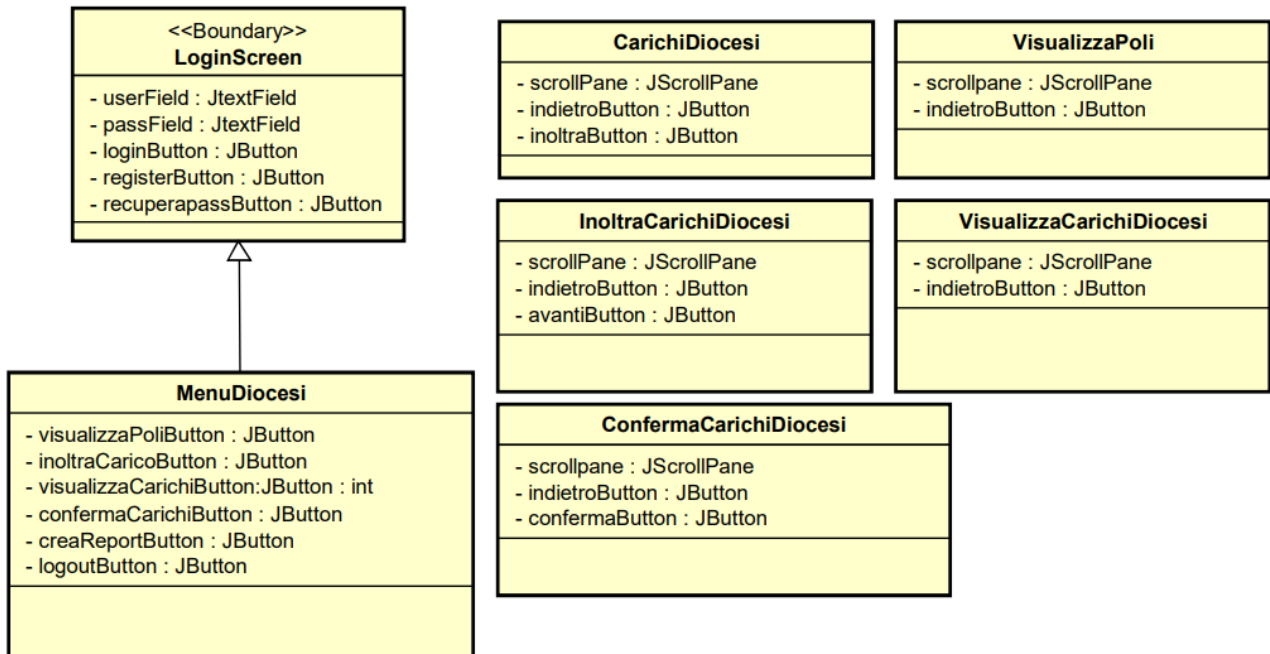 <<Boundary>>
LoginScreen
- userField : JtextField
- passField : JtextField
- loginButton : JButton
- registerButton : JButton
- recuperapassButton : JButton
CarichiDiocesi
- scrollPane : JScrollPane
- indietroButton : JButton
- inoltraButton : JButton
VisualizzaPoli
- scrollpane : JScrollPane
- indietroButton : JButton
InoltraCarichiDiocesi
- scrollPane : JScrollPane
- indietroButton : JButton
- avantiButton : JButton
VisualizzaCarichiDiocesi
- scrollpane : JScrollPane
- indietroButton : JButton
MenuDiocesi
- visualizzaPoliButton : JButton
- inoltraCaricoButton : JButton
- visualizzaCarichiButton:JButton : int
- confermaCarichiButton : JButton
- creaReportButton : JButton
- logoutButton : JButton
ConfermaCarichiDiocesi
- scrollpane : JScrollPane
- indietroButton : JButton
- confermaButton : JButton